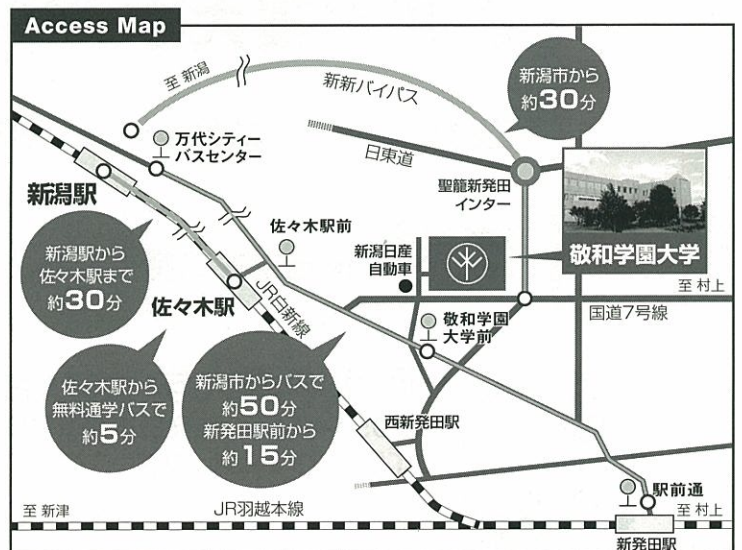 Access Map
至 新潟
新新バイパス
新潟市から
約30分
万代シティー
バスセンター
日東道
聖籠新発田
インター
新潟駅
佐々木駅前
新潟日産
自動車
敬和学園大学
新潟駅から
佐々木駅まで
約30分
佐々木駅
JR白新線
至 村上
国道7号線
敬和学園
大学前
佐々木駅から
無料通学バスで
約5分
新潟市からバスで
約50分
新発田駅前から
約15分
西新発田駅
駅前通
至 新津
JR羽越本線
至 村上
新発田駅